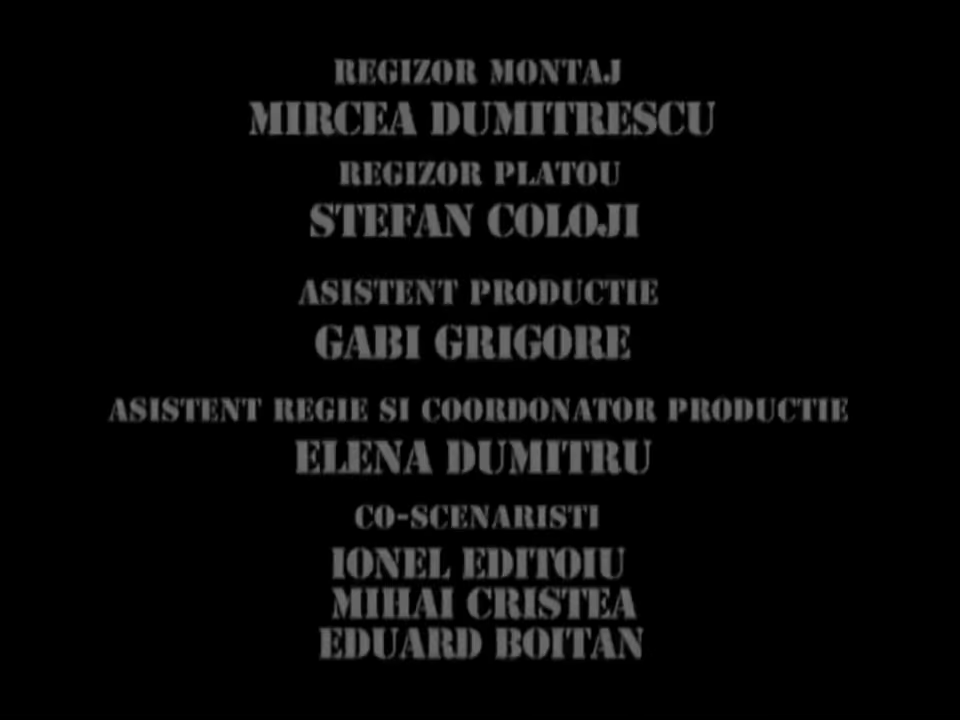 REGIZOR MONTAJ
MIRCEA DUMITRESCU
REGIZOR PLATOU
STEFAN COLOJI
ASISTENT PRODUCTIE
GABI GRIGORE
ASISTENT REGIE SI COORDONATOR PRODUCTIE
ELENA DUMITRU
CO-SCENARISTI
IONEL EDITOIU
MIHAI CRISTEA
EDUARD BOITAN